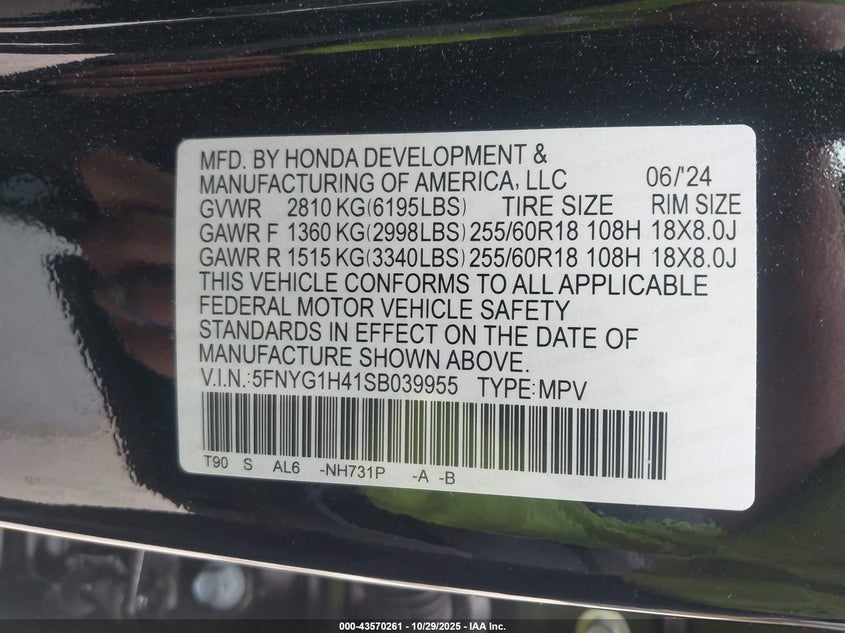 MFD. BY HONDA DEVELOPMENT &
MANUFACTURING OF AMERICA, LLC 06/'24
GVWR 2810 KG(6195LBS) TIRE SIZE RIM SIZE
GAWR F 1360 KG(2998LBS) 255/60R18 108H 18X8.0J
GAWR R 1515 KG(3340LBS) 255/60R18 108H 18X8.0J
THIS VEHICLE CONFORMS TO ALL APPLICABLE
FEDERAL MOTOR VEHICLE SAFETY
STANDARDS IN EFFECT ON THE DATE OF
MANUFACTURE SHOWN ABOVE.
V.I.N.:5FNYG1H41SB039955 TYPE:MPV
T90 S AL6 -NH731P -A -B
000-43570261 - 10/29/2025 - IAA Inc.